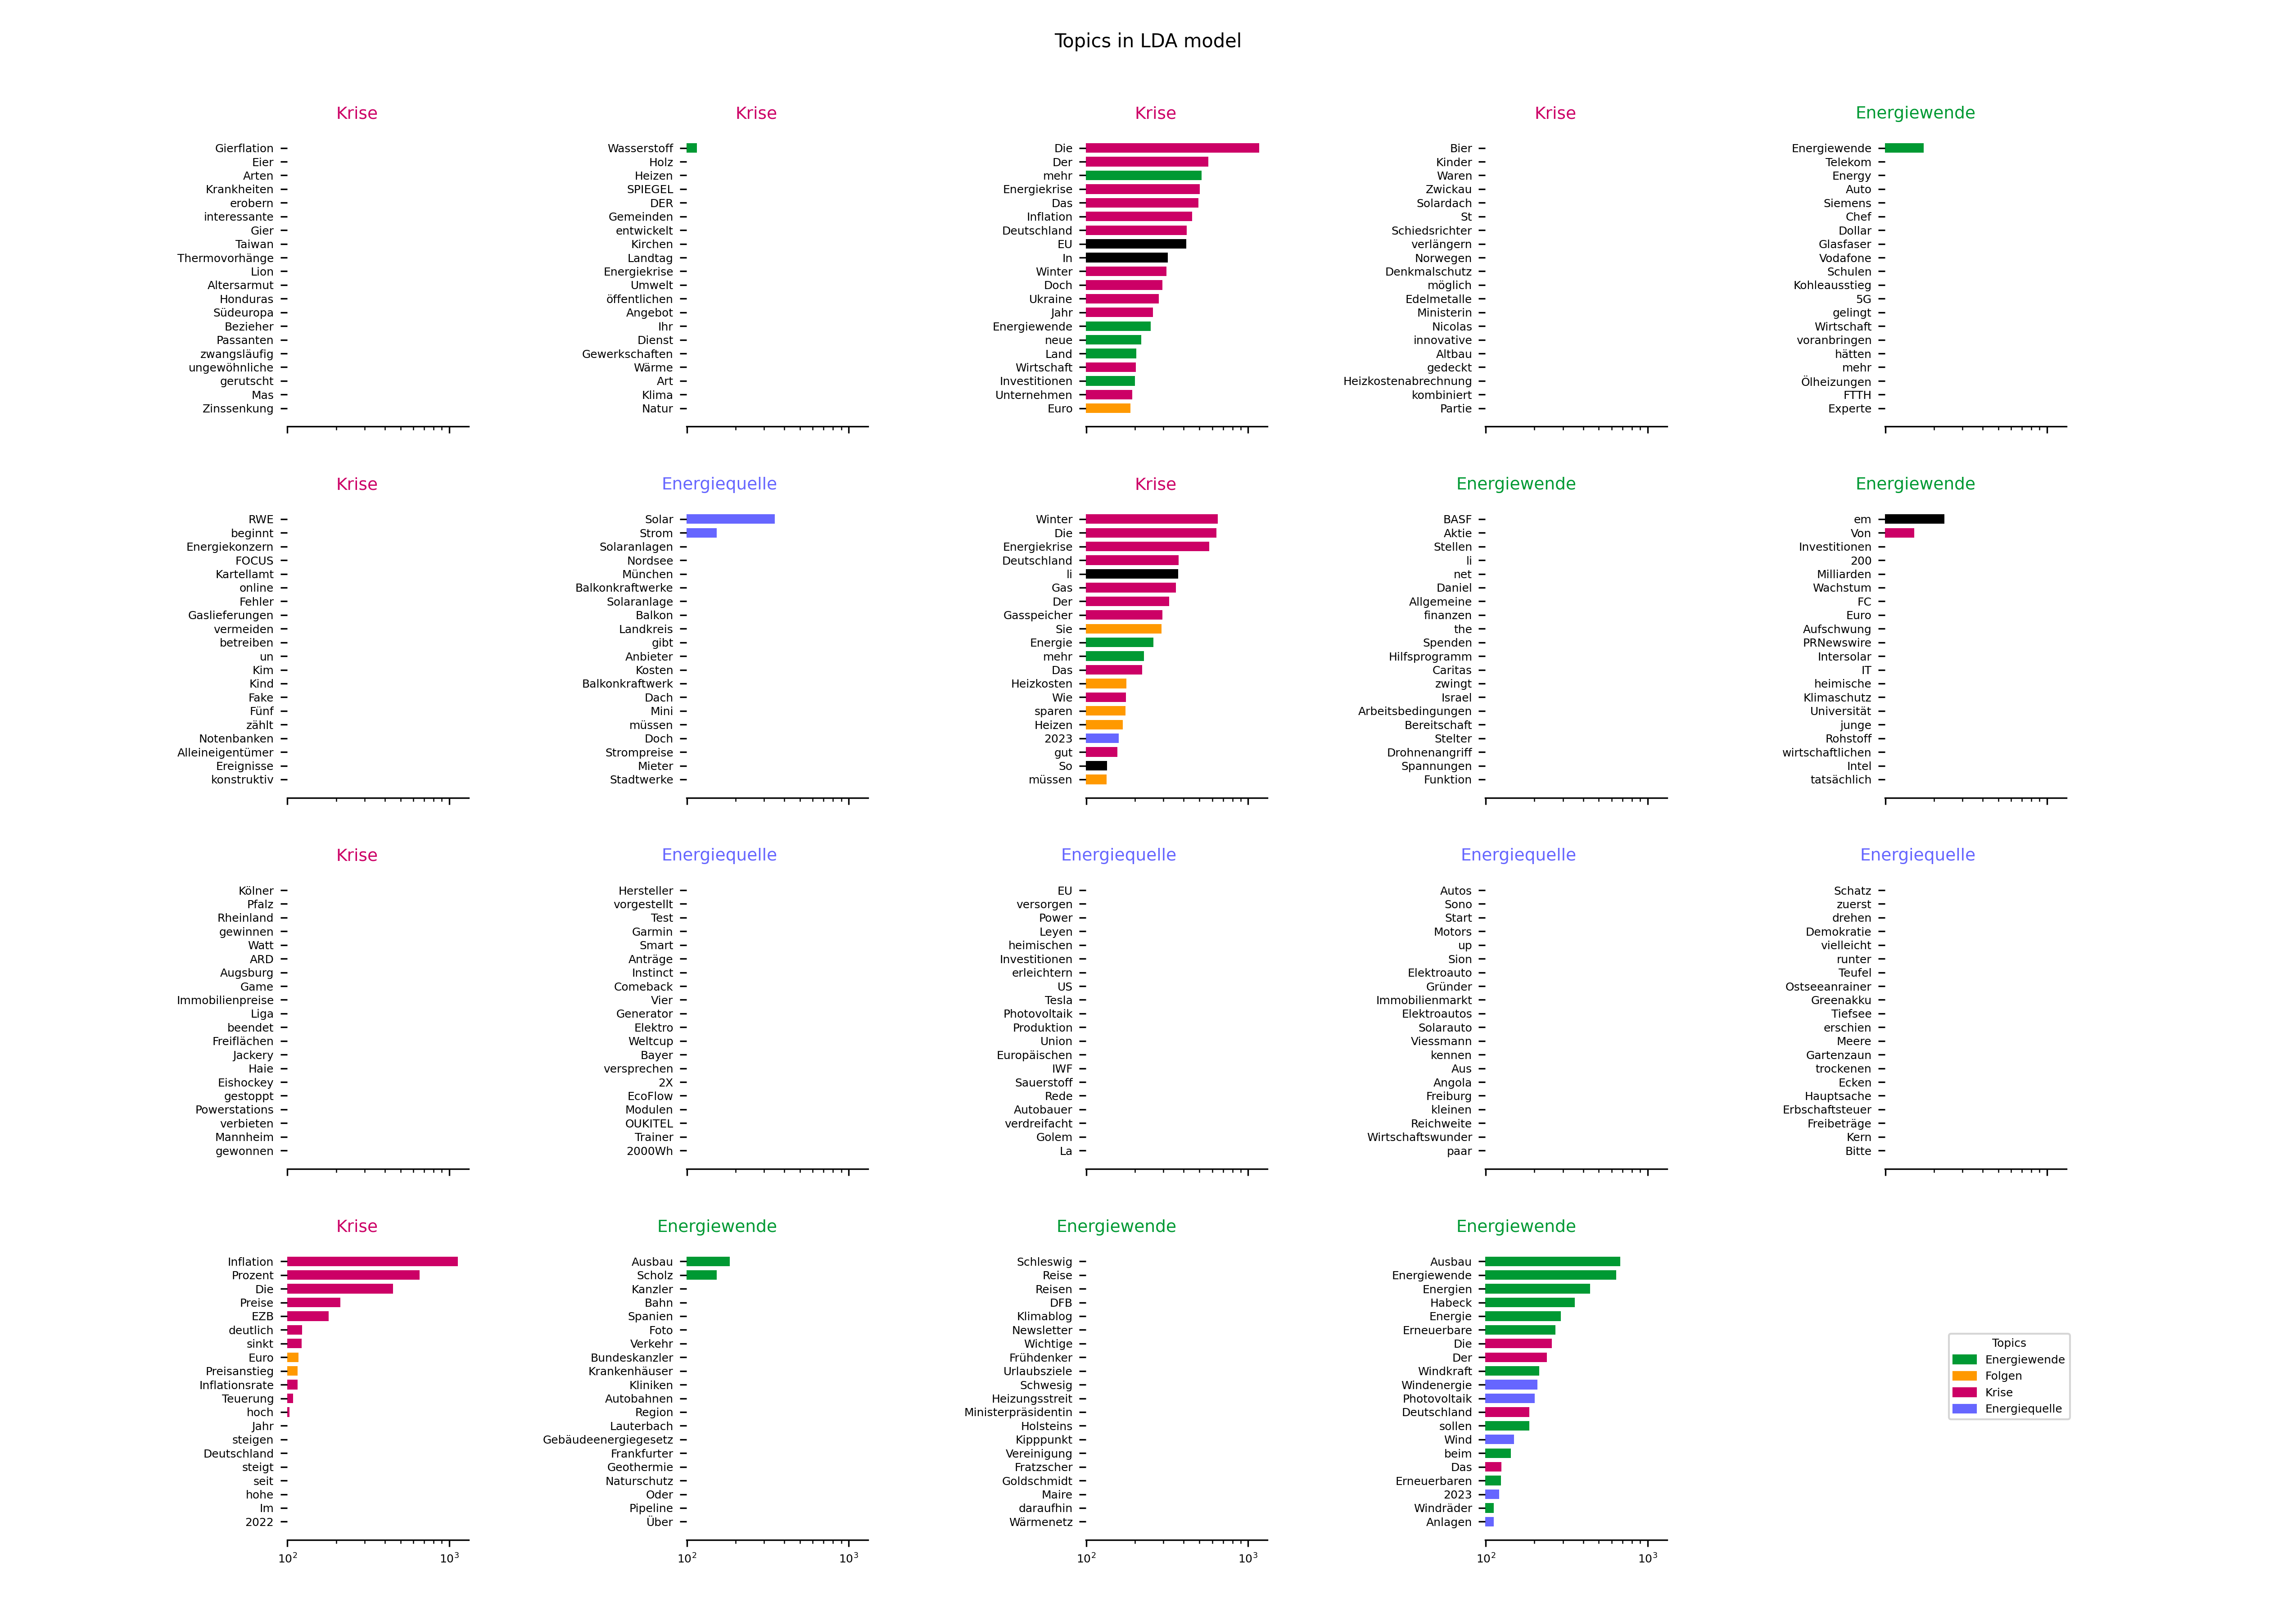 Topics in LDA model
Krise
Gierflation
Eier
Arten
Krankheiten
erobern
interessante
Gier
Taiwan
Thermovorhänge
Lion
Altersarmut
Honduras
Südeuropa
Bezieher
Passanten
zwangsläufig
ungewöhnliche
gerutscht
Mas
Zinssenkung
Krise
Wasserstoff
Holz
Heizen
SPIEGEL
DER
Gemeinden
entwickelt
Kirchen
Landtag
Energiekrise
Umwelt
öffentlichen
Angebot
Ihr
Dienst
Gewerkschaften
Wärme
Art
Klima
Natur
Krise
Die
Der
mehr
Energiekrise
Das
Inflation
Deutschland
EU
In
Winter
Doch
Ukraine
Jahr
Energiewende
neue
Land
Wirtschaft
Investitionen
Unternehmen
Euro
Krise
Bier
Kinder
Waren
Zwickau
Solardach
St
Schiedsrichter
verlängern
Norwegen
Denkmalschutz
möglich
Edelmetalle
Ministerin
Nicolas
innovative
Altbau
gedeckt
Heizkostenabrechnung
kombiniert
Partie
Energiewende
Energiewende
Telekom
Energy
Auto
Siemens
Chef
Dollar
Glasfaser
Vodafone
Schulen
Kohleausstieg
5G
gelingt
Wirtschaft
voranbringen
hätten
mehr
Ölheizungen
FTTH
Experte
Krise
RWE
beginnt
Energiekonzern
FOCUS
Kartellamt
online
Fehler
Gaslieferungen
vermeiden
betreiben
un
Kim
Kind
Fake
Fünf
zählt
Notenbanken
Alleineigentümer
Ereignisse
konstruktiv
Energiequelle
Solar
Strom
Solaranlagen
Nordsee
München
Balkonkraftwerke
Solaranlage
Balkon
Landkreis
gibt
Anbieter
Kosten
Balkonkraftwerk
Dach
Mini
müssen
Doch
Strompreise
Mieter
Stadtwerke
Krise
Winter
Die
Energiekrise
Deutschland
li
Gas
Der
Gasspeicher
Sie
Energie
mehr
Das
Heizkosten
Wie
sparen
Heizen
2023
gut
So
müssen
Energiewende
BASF
Aktie
Stellen
li
net
Daniel
Allgemeine
finanzen
the
Spenden
Hilfsprogramm
Caritas
zwingt
Israel
Arbeitsbedingungen
Bereitschaft
Stelter
Drohnenangriff
Spannungen
Funktion
Energiewende
em
Von
Investitionen
200
Milliarden
Wachstum
FC
Euro
Aufschwung
PRNewswire
Intersolar
IT
heimische
Klimaschutz
Universität
junge
Rohstoff
wirtschaftlichen
Intel
tatsächlich
Krise
Kölner
Pfalz
Rheinland
gewinnen
Watt
ARD
Augsburg
Game
Immobilienpreise
Liga
beendet
Freiflächen
Jackery
Haie
Eishockey
gestoppt
Powerstations
verbieten
Mannheim
gewonnen
Energiequelle
Hersteller
vorgestellt
Test
Garmin
Smart
Anträge
Instinct
Comeback
Vier
Generator
Elektro
Weltcup
Bayer
versprechen
2X
EcoFlow
Modulen
OUKITEL
Trainer
2000Wh
Energiequelle
EU
versorgen
Power
Leyen
heimischen
Investitionen
erleichtern
US
Tesla
Photovoltaik
Produktion
Union
Europäischen
IWF
Sauerstoff
Rede
Autobauer
verdreifacht
Golem
La
Energiequelle
Autos
Sono
Start
Motors
up
Sion
Elektroauto
Gründer
Immobilienmarkt
Elektroautos
Solarauto
Viessmann
kennen
Aus
Angola
Freiburg
kleinen
Reichweite
Wirtschaftswunder
paar
Energiequelle
Schatz
zuerst
drehen
Demokratie
vielleicht
runter
Teufel
Ostseeanrainer
Greenakku
Tiefsee
erschien
Meere
Gartenzaun
trockenen
Ecken
Hauptsache
Erbschaftsteuer
Freibeträge
Kern
Bitte
Krise
Inflation
Prozent
Die
Preise
EZB
deutlich
sinkt
Euro
Preisanstieg
Inflationsrate
Teuerung
hoch
Jahr
steigen
Deutschland
steigt
seit
hohe
Im
2022
10² 10³
Energiewende
Ausbau
Scholz
Kanzler
Bahn
Spanien
Foto
Verkehr
Bundeskanzler
Krankenhäuser
Kliniken
Autobahnen
Region
Lauterbach
Gebäudeenergiegesetz
Frankfurter
Geothermie
Naturschutz
Oder
Pipeline
Über
10² 10³
Energiewende
Schleswig
Reise
Reisen
DFB
Klimablog
Newsletter
Wichtige
Frühdenker
Urlaubsziele
Schwesig
Heizungsstreit
Ministerpräsidentin
Holsteins
Kipppunkt
Vereinigung
Fratzscher
Goldschmidt
Maire
daraufhin
Wärmenetz
10² 10³
Energiewende
Ausbau
Energiewende
Energien
Habeck
Energie
Erneuerbare
Die
Der
Windkraft
Windenergie
Photovoltaik
Deutschland
sollen
Wind
beim
Das
Erneuerbaren
2023
Windräder
Anlagen
10² 10³
Topics
Energiewende
Folgen
Krise
Energiequelle